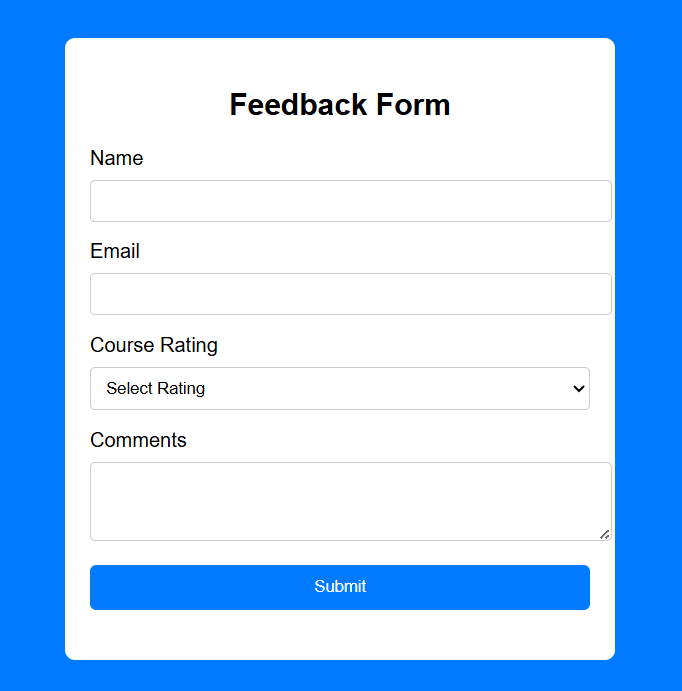 Feedback Form
Name
Email
Course Rating
Select Rating
Comments
Submit